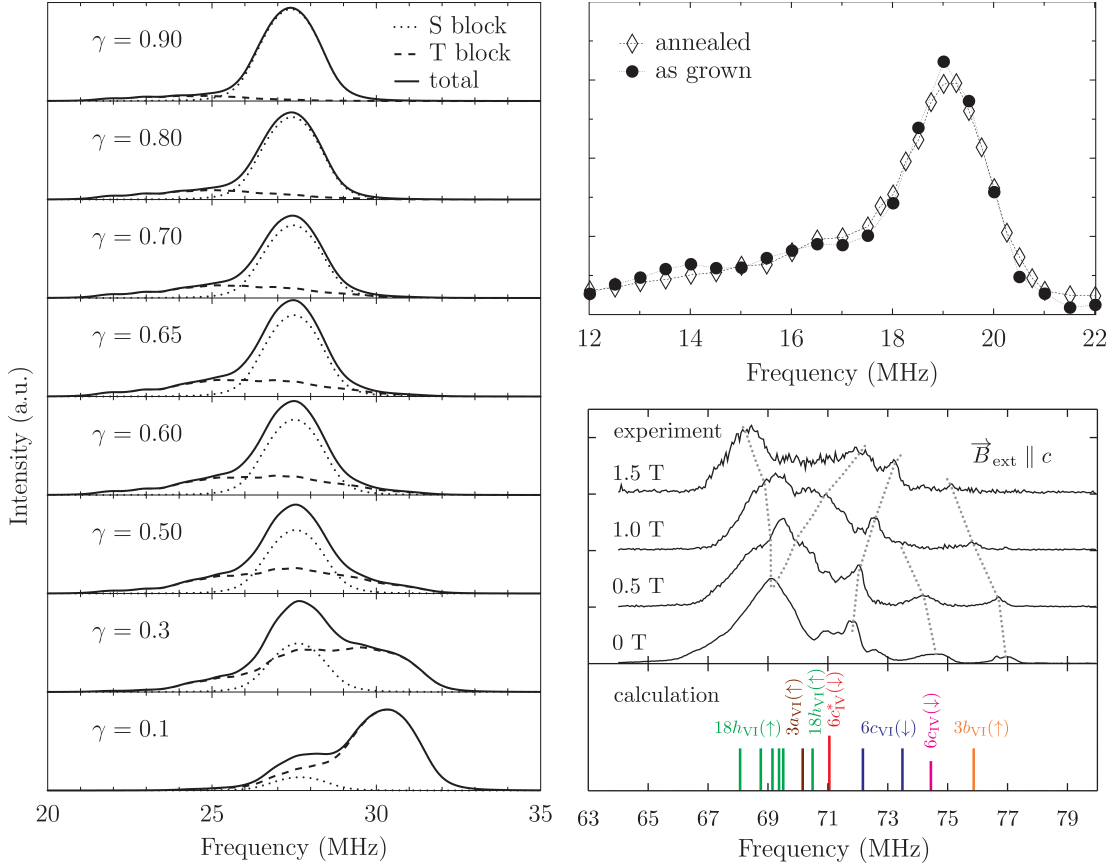 Intensity (a.u.)
γ = 0.90
S block
T block
total
γ = 0.80
γ = 0.70
γ = 0.65
γ = 0.60
γ = 0.50
γ = 0.3
γ = 0.1
20 25 30 35
Frequency (MHz)
annealed
as grown
12 14 16 18 20 22
Frequency (MHz)
experiment
B⃗ext ∥ c
1.5 T
1.0 T
0.5 T
0 T
calculation
18hVI(↑)
3aVI(↑)
18hVI(↑)
6c*IV(↓)
6cVI(↓)
6cIV(↓)
3bVI(↑)
63 65 67 69 71 73 75 77 79
Frequency (MHz)